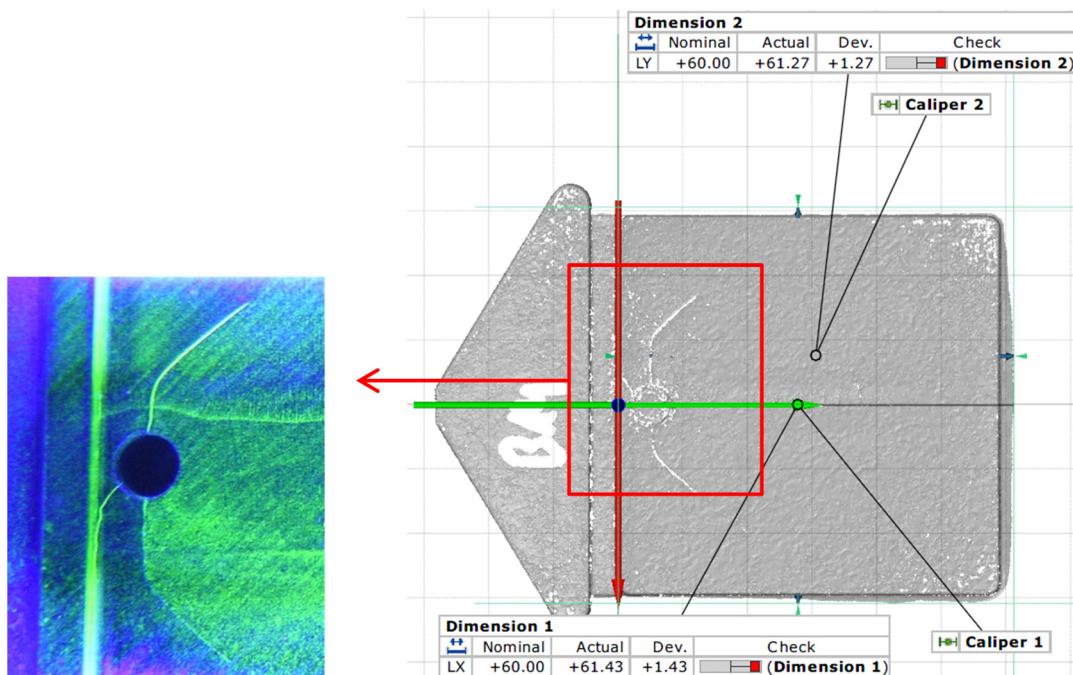 Dimension 2
Nominal Actual Dev. Check
LY +60.00 +61.27 +1.27 (Dimension 2)
Caliper 2
Dimension 1
Nominal Actual Dev. Check
LX +60.00 +61.43 +1.43 (Dimension 1)
Caliper 1